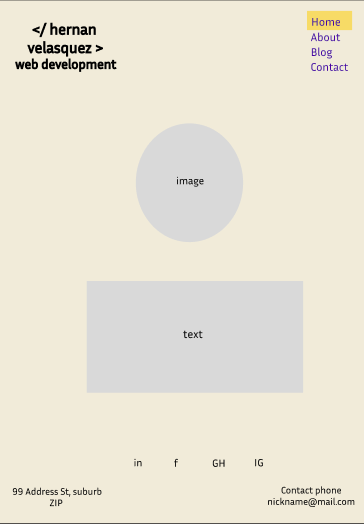 </ hernan
velasquez >
web development
Home
About
Blog
Contact
image
text
in f GH IG
99 Address St, suburb
ZIP
Contact phone
nickname@mail.com